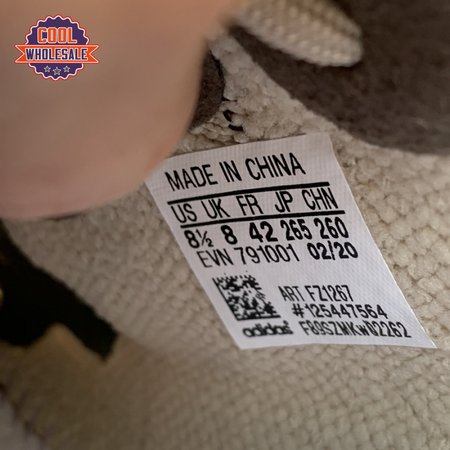 COOL
WHOLESALE
MADE IN CHINA
US UK FR JP CHN
8½ 8 42 265 260
EVN 791001 02/20
ART FZ1267
#125447564
adidas